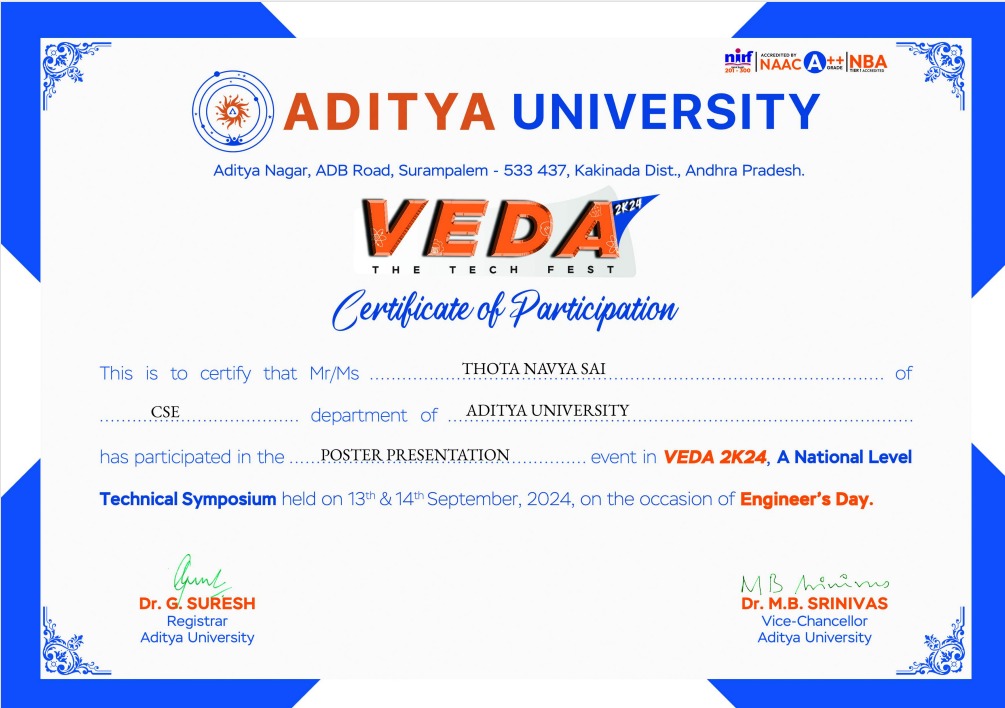 nirf
201 - 300
ACCREDITED BY
NAAC A++ GRADE
NBA
TIER I ACCREDITED
ADITYA UNIVERSITY
Aditya Nagar, ADB Road, Surampalem - 533 437, Kakinada Dist., Andhra Pradesh.
VEDA 2K24
THE TECH FEST
Certificate of Participation
This is to certify that Mr/Ms THOTA NAVYA SAI of
CSE department of ADITYA UNIVERSITY
has participated in the POSTER PRESENTATION event in VEDA 2K24, A National Level
Technical Symposium held on 13th & 14th September, 2024, on the occasion of Engineer's Day.
MB Srinivas
Dr. G. SURESH
Registrar
Aditya University
Dr. M.B. SRINIVAS
Vice-Chancellor
Aditya University